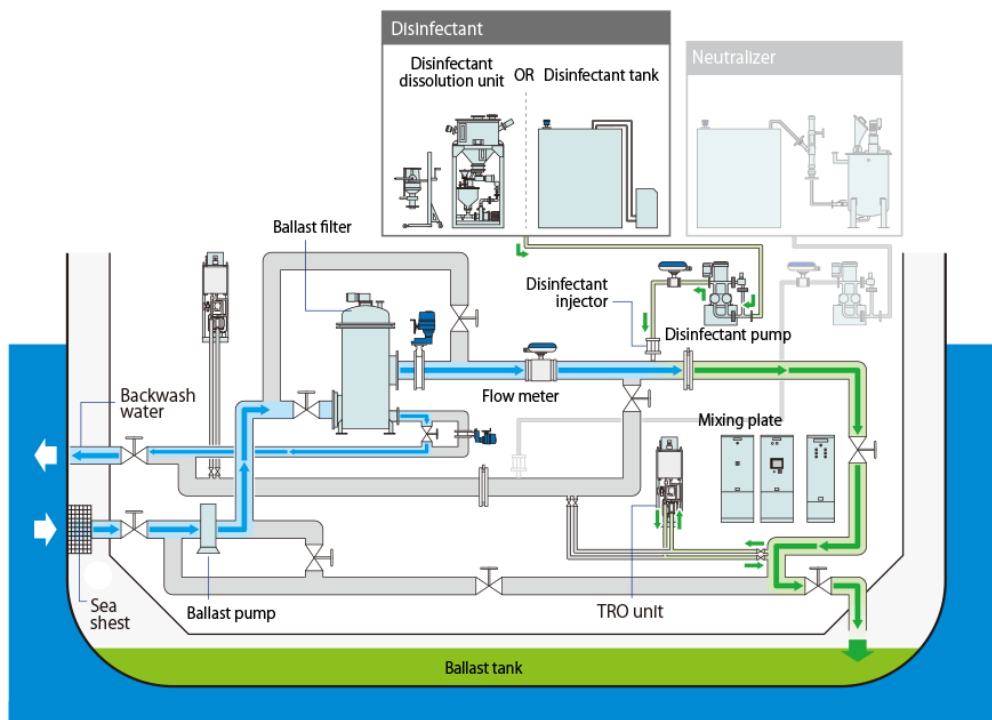 Disinfectant
Disinfectant
dissolution unit
OR
Disinfectant tank
Neutralizer
Ballast filter
Disinfectant
injector
Disinfectant pump
Backwash
water
Flow meter
Mixing plate
Sea
shest
Ballast pump
TRO unit
Ballast tank